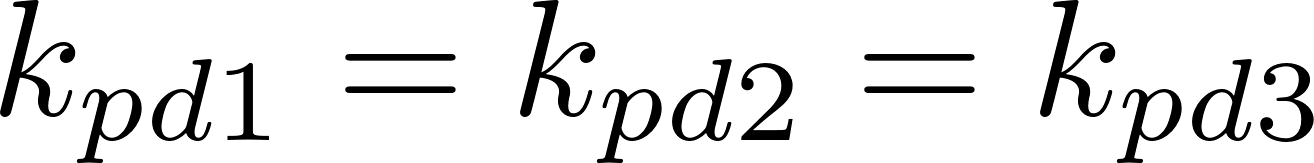 k_{pd1} = k_{pd2} = k_{pd3}